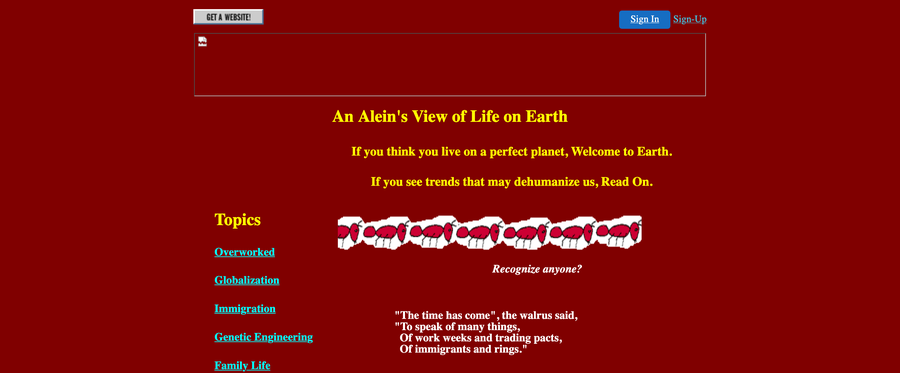 GET A WEBSITE!
Sign In Sign-Up
An Alein's View of Life on Earth
If you think you live on a perfect planet, Welcome to Earth.
If you see trends that may dehumanize us, Read On.
Topics
Overworked
Globalization
Immigration
Genetic Engineering
Family Life
Recognize anyone?
"The time has come", the walrus said,
"To speak of many things,
Of work weeks and trading pacts,
Of immigrants and rings."